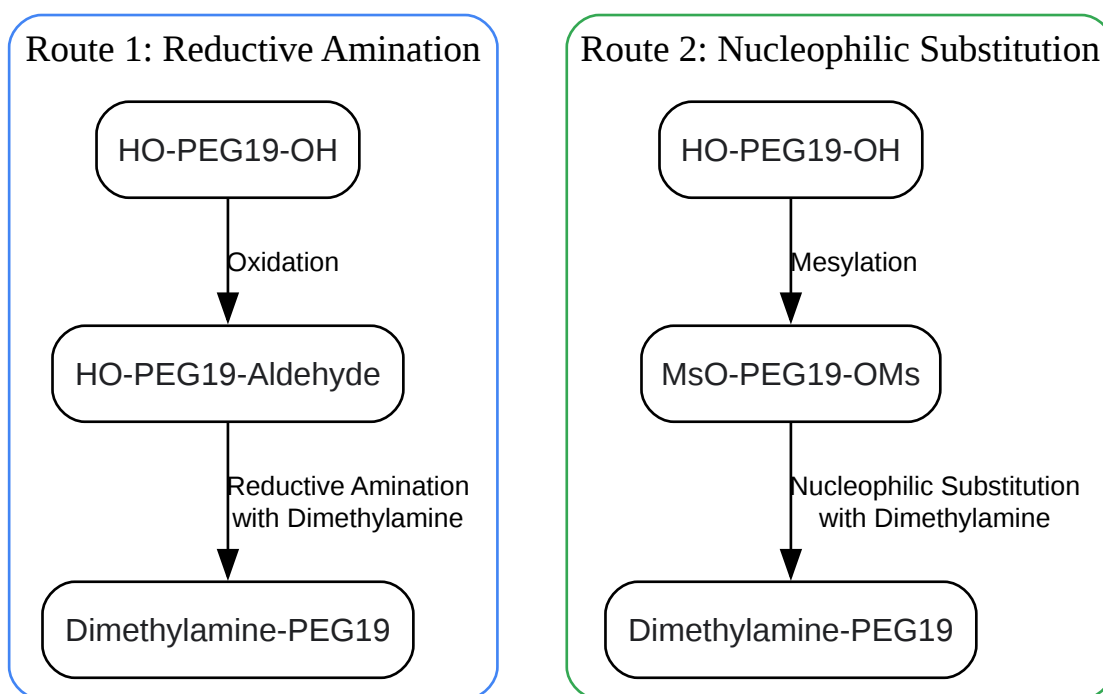 Route 1: Reductive Amination
HO-PEG19-OH
Oxidation
HO-PEG19-Aldehyde
Reductive Amination
with Dimethylamine
Dimethylamine-PEG19
Route 2: Nucleophilic Substitution
HO-PEG19-OH
Mesylation
MsO-PEG19-OMs
Nucleophilic Substitution
with Dimethylamine
Dimethylamine-PEG19